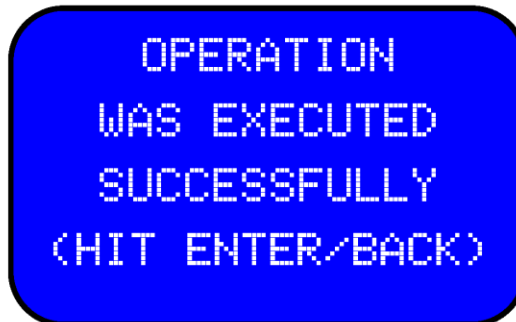 OPERATION
WAS EXECUTED
SUCCESSFULLY
(HIT ENTER/BACK)